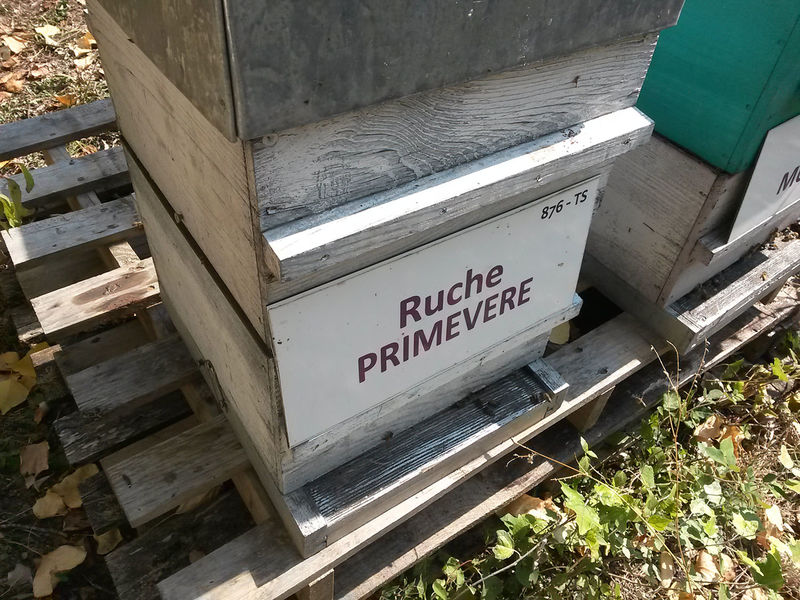 876 - TS
Ruche
PRIMEVERE